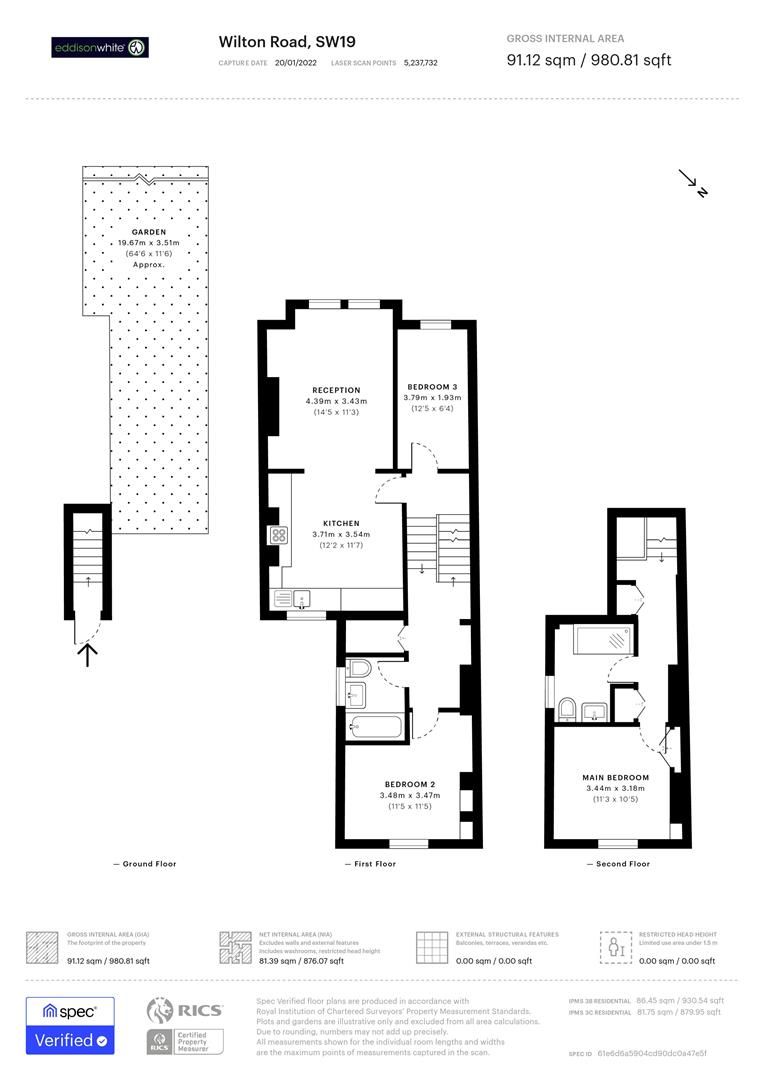 eddisonwhite
Wilton Road, SW19
CAPTURE DATE 20/01/2022 LASER SCAN POINTS 5,237,732
GROSS INTERNAL AREA
91.12 sqm / 980.81 sqft
N
GARDEN
19.67m x 3.51m
(64'6 x 11'6)
Approx.
RECEPTION
4.39m x 3.43m
(14'5 x 11'3)
BEDROOM 3
3.79m x 1.93m
(12'5 x 6'4)
KITCHEN
3.71m x 3.54m
(12'2 x 11'7)
BEDROOM 2
3.48m x 3.47m
(11'5 x 11'5)
MAIN BEDROOM
3.44m x 3.18m
(11'3 x 10'5)
— Ground Floor
— First Floor
— Second Floor
GROSS INTERNAL AREA (GIA)
The footprint of the property
91.12 sqm / 980.81 sqft
NET INTERNAL AREA (NIA)
Excludes walls and external features
Includes washrooms, restricted head height
81.39 sqm / 876.07 sqft
EXTERNAL STRUCTURAL FEATURES
Balconies, terraces, verandas etc.
0.00 sqm / 0.00 sqft
RESTRICTED HEAD HEIGHT
Limited use area under 1.5 m
0.00 sqm / 0.00 sqft
spec
Verified
RICS
RICS
Certified
Property
Measurer
Spec Verified floor plans are produced in accordance with
Royal Institution of Chartered Surveyors' Property Measurement Standards.
Plots and gardens are illustrative only and excluded from all area calculations.
Due to rounding, numbers may not add up precisely.
All measurements shown for the individual room lengths and widths
are the maximum points of measurements captured in the scan.
IPMS 3B RESIDENTIAL 86.45 sqm / 930.54 sqft
IPMS 3C RESIDENTIAL 81.75 sqm / 879.95 sqft
SPEC ID 61e6d6a5904cd90dc0a47e5f